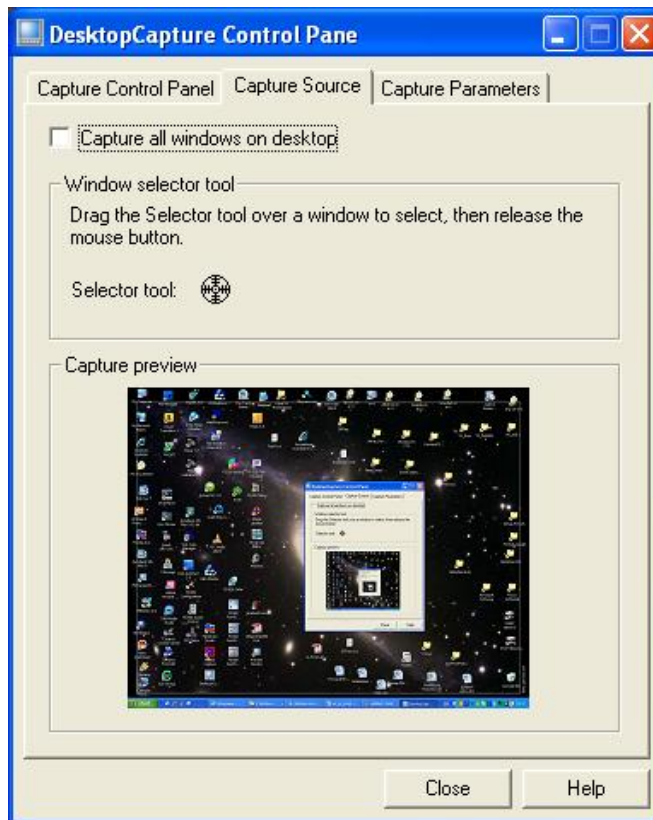 DesktopCapture Control Pane
Capture Control Panel Capture Source Capture Parameters
Capture all windows on desktop
Window selector tool
Drag the Selector tool over a window to select, then release the
mouse button.
Selector tool:
Capture preview
Close Help